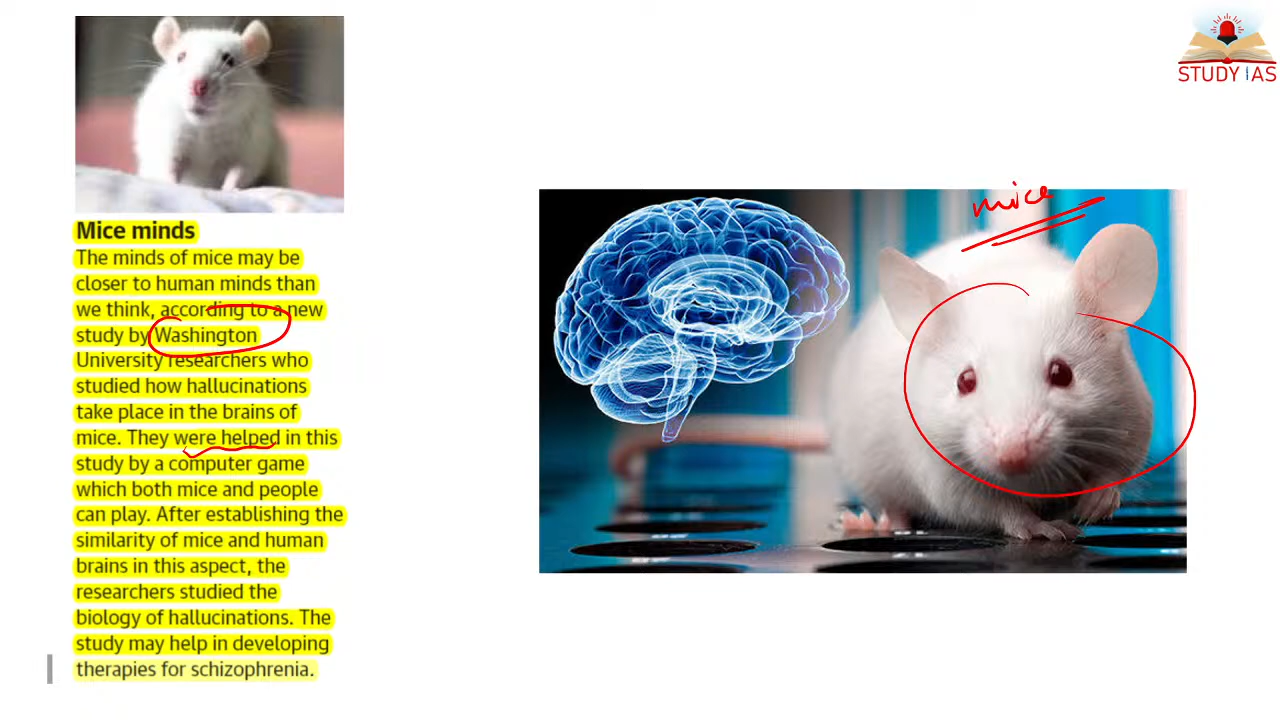 STUDY IAS
mice
Mice minds
The minds of mice may be
closer to human minds than
we think, according to a new
study by Washington
University researchers who
studied how hallucinations
take place in the brains of
mice. They were helped in this
study by a computer game
which both mice and people
can play. After establishing the
similarity of mice and human
brains in this aspect, the
researchers studied the
biology of hallucinations. The
study may help in developing
therapies for schizophrenia.